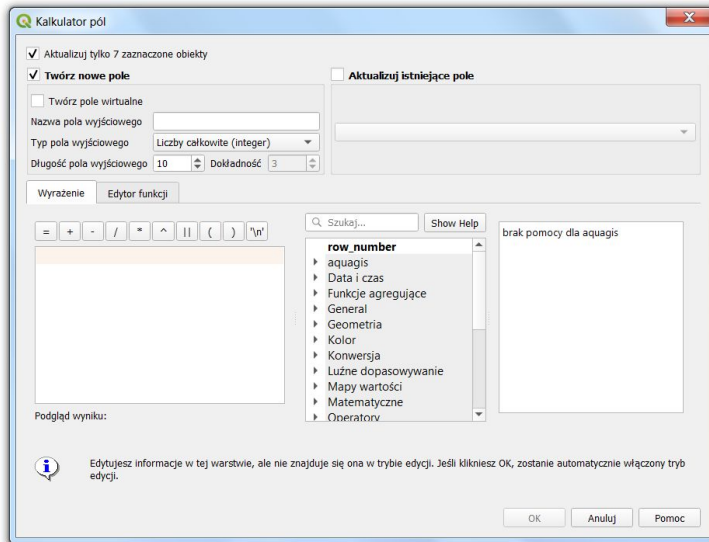 Kalkulator pól
Aktualizuj tylko 7 zaznaczone obiekty
Twórz nowe pole
Aktualizuj istniejące pole
Twórz pole wirtualne
Nazwa pola wyjściowego
Typ pola wyjściowego Liczby całkowite (integer)
Długość pola wyjściowego 10 Dokładność 3
Wyrażenie Edytor funkcji
= + - / * ^ || ( ) '\n'
Podgląd wyniku:
Szukaj... Show Help
row_number
aquagis
Data i czas
Funkcje agregujące
General
Geometria
Kolor
Konwersja
Luźne dopasowywanie
Mapy wartości
Matematyczne
Operatory
brak pomocy dla aquagis
Edytujesz informacje w tej warstwie, ale nie znajduje się ona w trybie edycji. Jeśli klikniesz OK, zostanie automatycznie włączony tryb
edycji.
OK Anuluj Pomoc